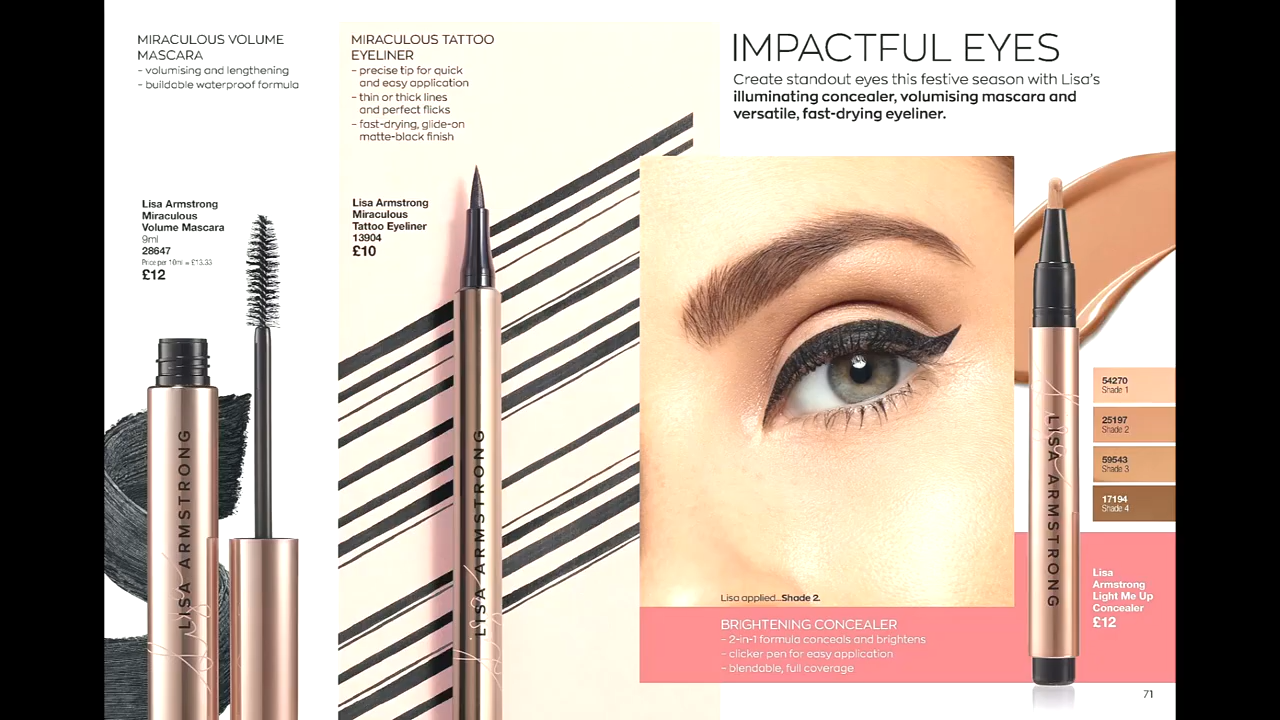 MIRACULOUS VOLUME
MASCARA
- volumising and lengthening
- buildable waterproof formula
Lisa Armstrong
Miraculous
Volume Mascara
9ml
28647
Price per 10ml = £13.33
£12
LISA ARMSTRONG
MIRACULOUS TATTOO
EYELINER
- precise tip for quick
and easy application
- thin or thick lines
and perfect flicks
- fast-drying, glide-on
matte-black finish
Lisa Armstrong
Miraculous
Tattoo Eyeliner
13904
£10
LISA ARMSTRONG
IMPACTFUL EYES
Create standout eyes this festive season with Lisa's
illuminating concealer, volumising mascara and
versatile, fast-drying eyeliner.
Lisa applied...Shade 2.
BRIGHTENING CONCEALER
- 2-in-1 formula conceals and brightens
- clicker pen for easy application
- blendable, full coverage
LISA ARMSTRONG
54270
Shade 1
25197
Shade 2
59543
Shade 3
17194
Shade 4
Lisa
Armstrong
Light Me Up
Concealer
£12
71